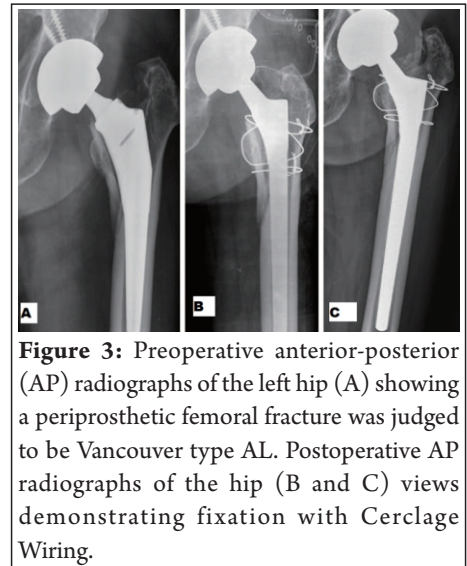 A
B
C
Figure 3: Preoperative anterior-posterior
(AP) radiographs of the left hip (A) showing
a periprosthetic femoral fracture was judged
to be Vancouver type AL. Postoperative AP
radiographs of the hip (B and C) views
demonstrating fixation with Cerclage
Wiring.